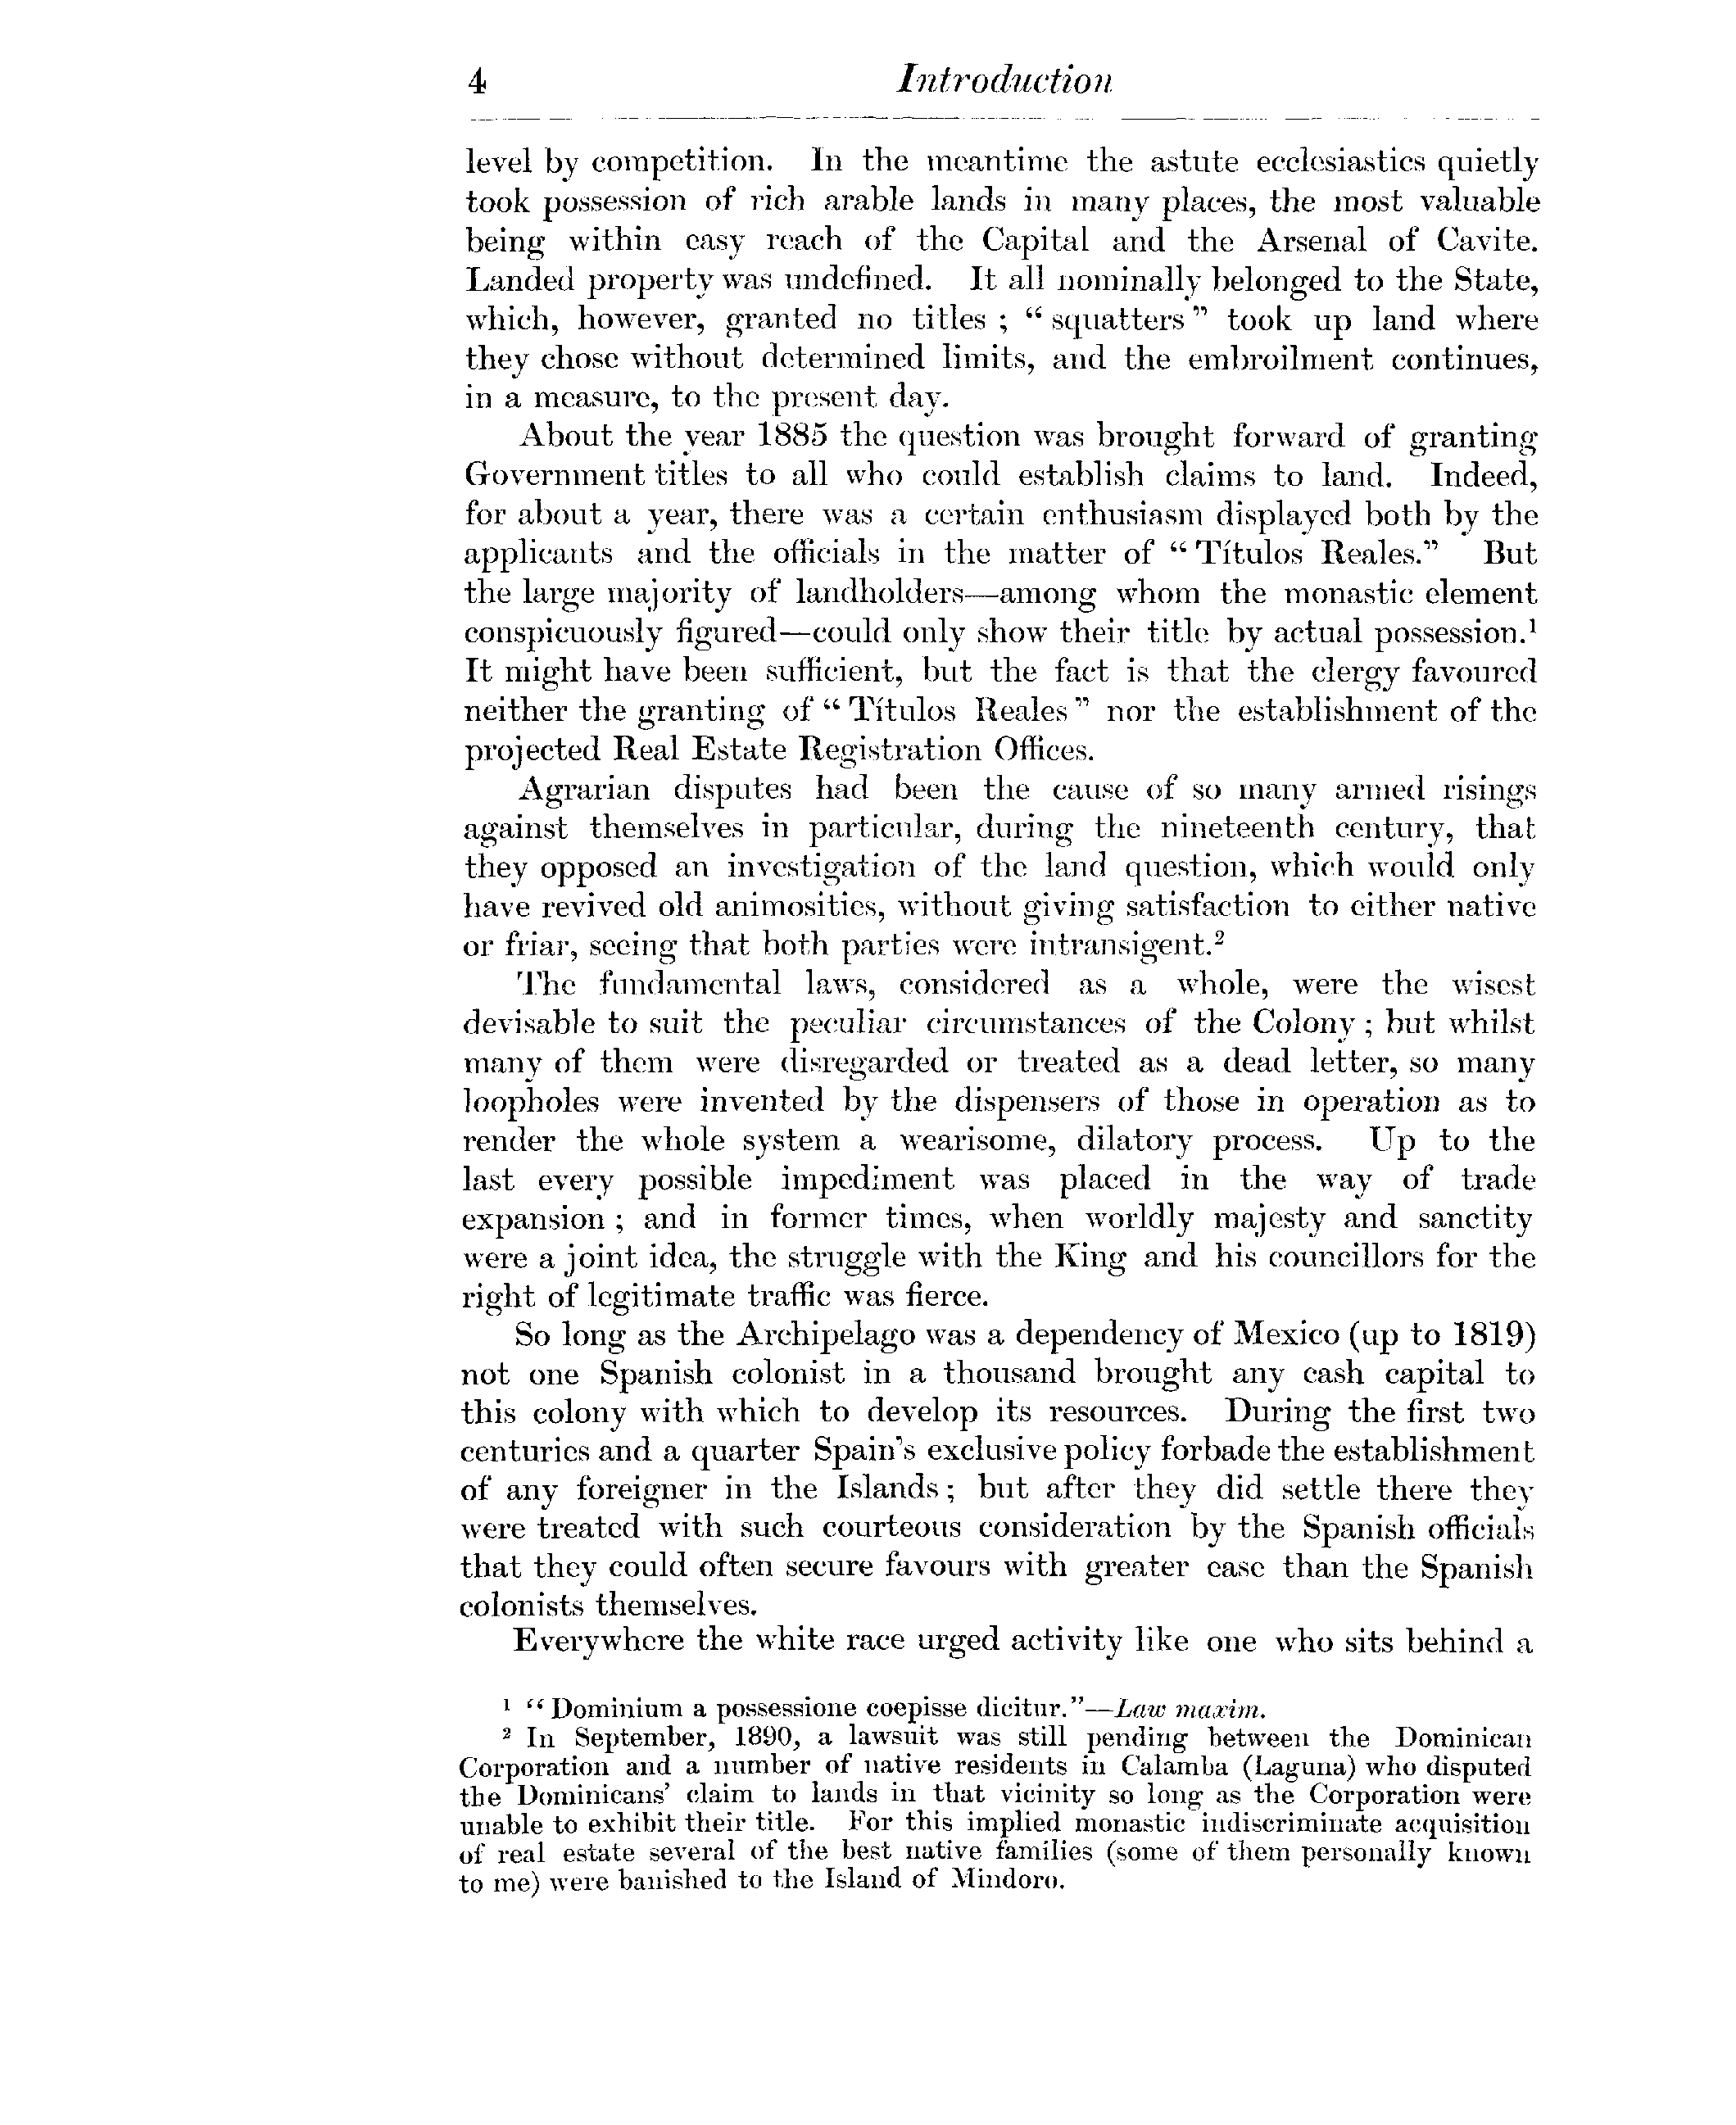 4 Introduction
level by competition. In the meantime the astute ecclesiastics quietly
took possession of rich arable lands in many places, the most valuable
being within easy reach of the Capital and the Arsenal of Cavite.
Landed property was undefined. It all nominally belonged to the State,
which, however, granted no titles ; “ squatters ” took up land where
they chose without determined limits, and the embroilment continues,
in a measure, to the present day.
About the year 1885 the question was brought forward of granting
Government titles to all who could establish claims to land. Indeed,
for about a year, there was a certain enthusiasm displayed both by the
applicants and the officials in the matter of “ Títulos Reales.” But
the large majority of landholders—among whom the monastic element
conspicuously figured—could only show their title by actual possession.¹
It might have been sufficient, but the fact is that the clergy favoured
neither the granting of “ Títulos Reales ” nor the establishment of the
projected Real Estate Registration Offices.
Agrarian disputes had been the cause of so many armed risings
against themselves in particular, during the nineteenth century, that
they opposed an investigation of the land question, which would only
have revived old animosities, without giving satisfaction to either native
or friar, seeing that both parties were intransigent.²
The fundamental laws, considered as a whole, were the wisest
devisable to suit the peculiar circumstances of the Colony ; but whilst
many of them were disregarded or treated as a dead letter, so many
loopholes were invented by the dispensers of those in operation as to
render the whole system a wearisome, dilatory process. Up to the
last every possible impediment was placed in the way of trade
expansion ; and in former times, when worldly majesty and sanctity
were a joint idea, the struggle with the King and his councillors for the
right of legitimate traffic was fierce.
So long as the Archipelago was a dependency of Mexico (up to 1819)
not one Spanish colonist in a thousand brought any cash capital to
this colony with which to develop its resources. During the first two
centuries and a quarter Spain's exclusive policy forbade the establishment
of any foreigner in the Islands ; but after they did settle there they
were treated with such courteous consideration by the Spanish officials
that they could often secure favours with greater ease than the Spanish
colonists themselves.
Everywhere the white race urged activity like one who sits behind a
¹ “ Dominium a possessione coepisse dicitur.”—Law maxim.
² In September, 1890, a lawsuit was still pending between the Dominican
Corporation and a number of native residents in Calamba (Laguna) who disputed
the Dominicans' claim to lands in that vicinity so long as the Corporation were
unable to exhibit their title. For this implied monastic indiscriminate acquisition
of real estate several of the best native families (some of them personally known
to me) were banished to the Island of Mindoro.